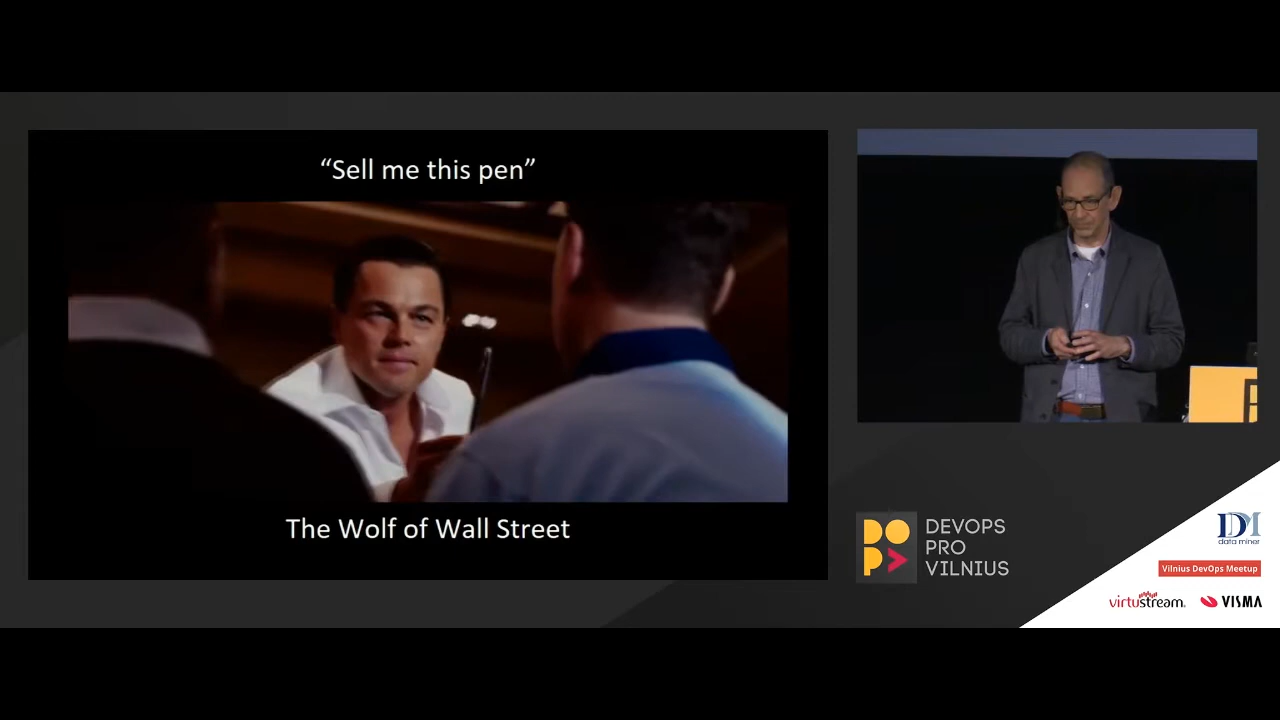 “Sell me this pen”
The Wolf of Wall Street
DEVOPS
PRO
VILNIUS
DM
data miner
Vilnius DevOps Meetup
virtustream.
VISMA